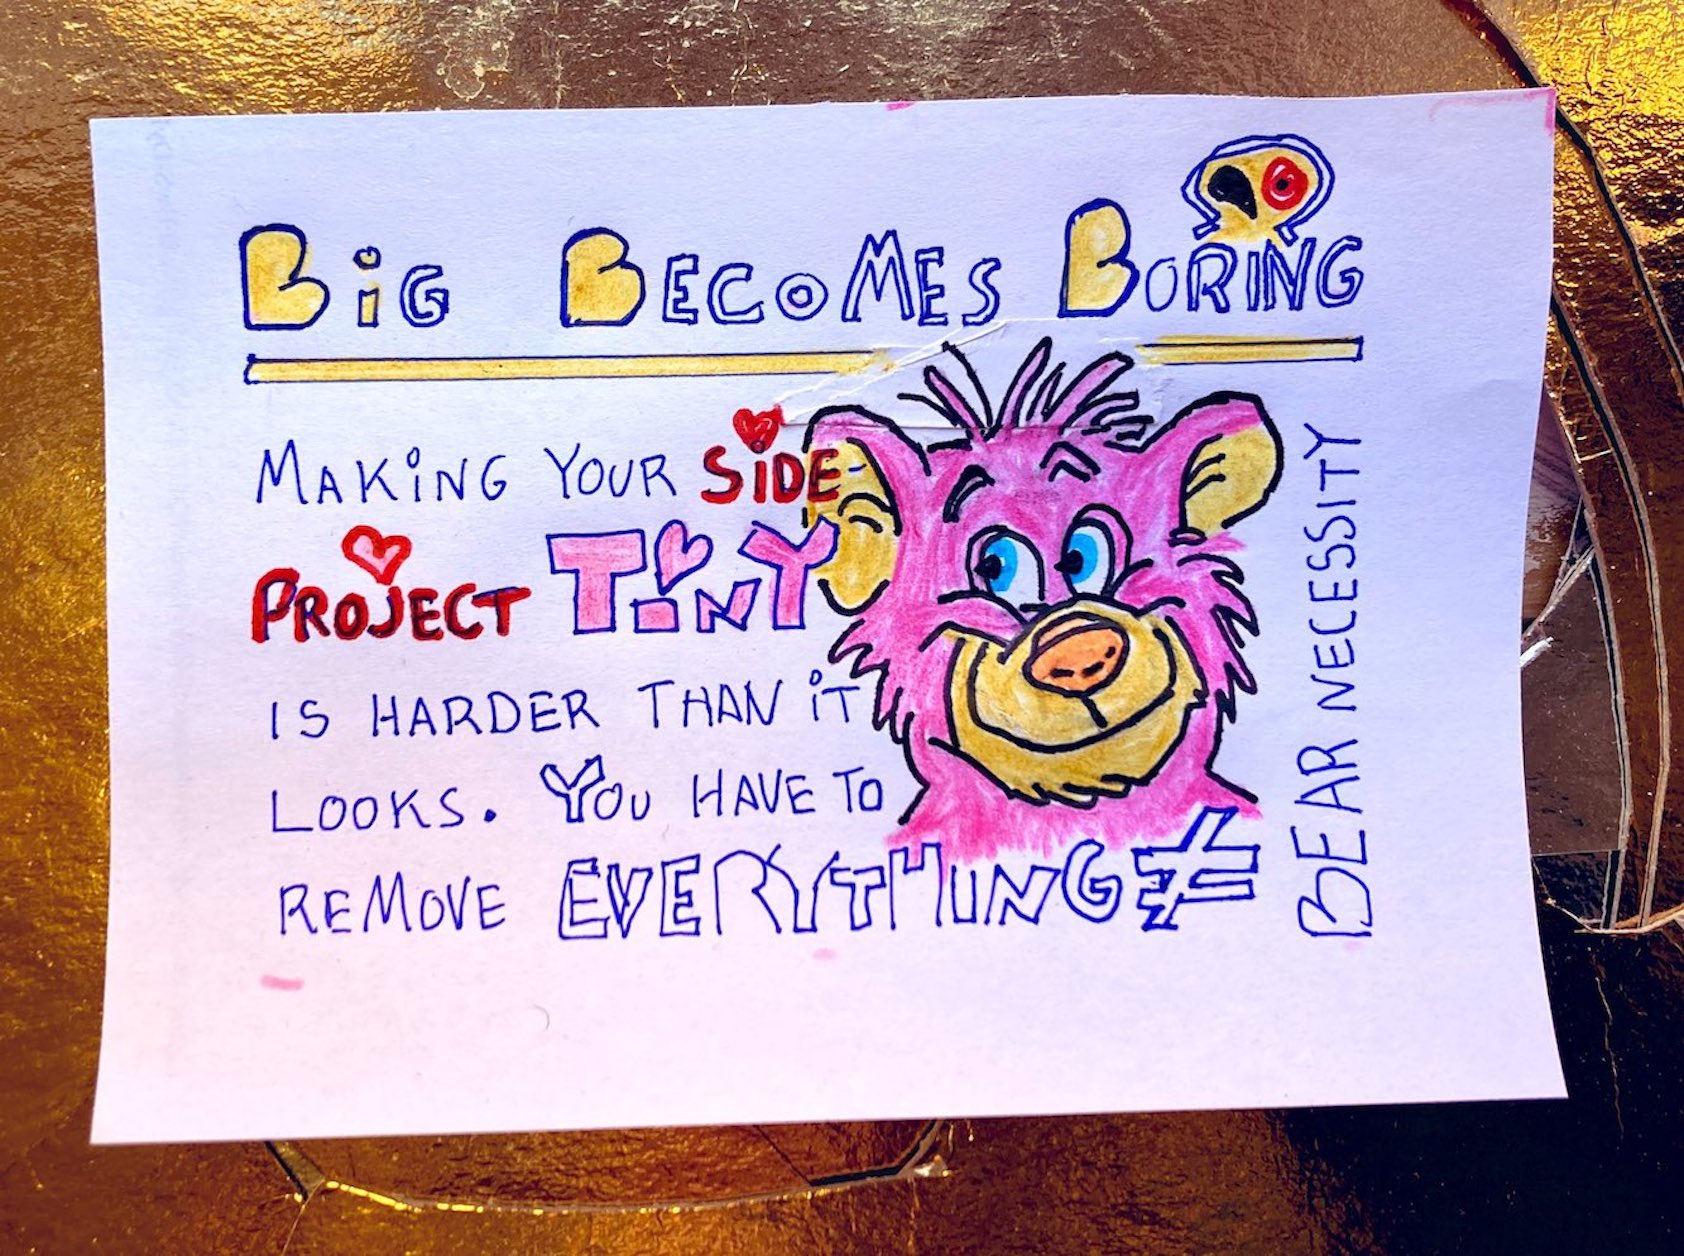 BiG BECOMES BORING
MAKiNG YOUR SiDE
PROJECT TiNY
IS HARDER THAN iT
LOOKS. YOU HAVE TO
REMOVE EVERYTHING≠
BEAR NECESSITY